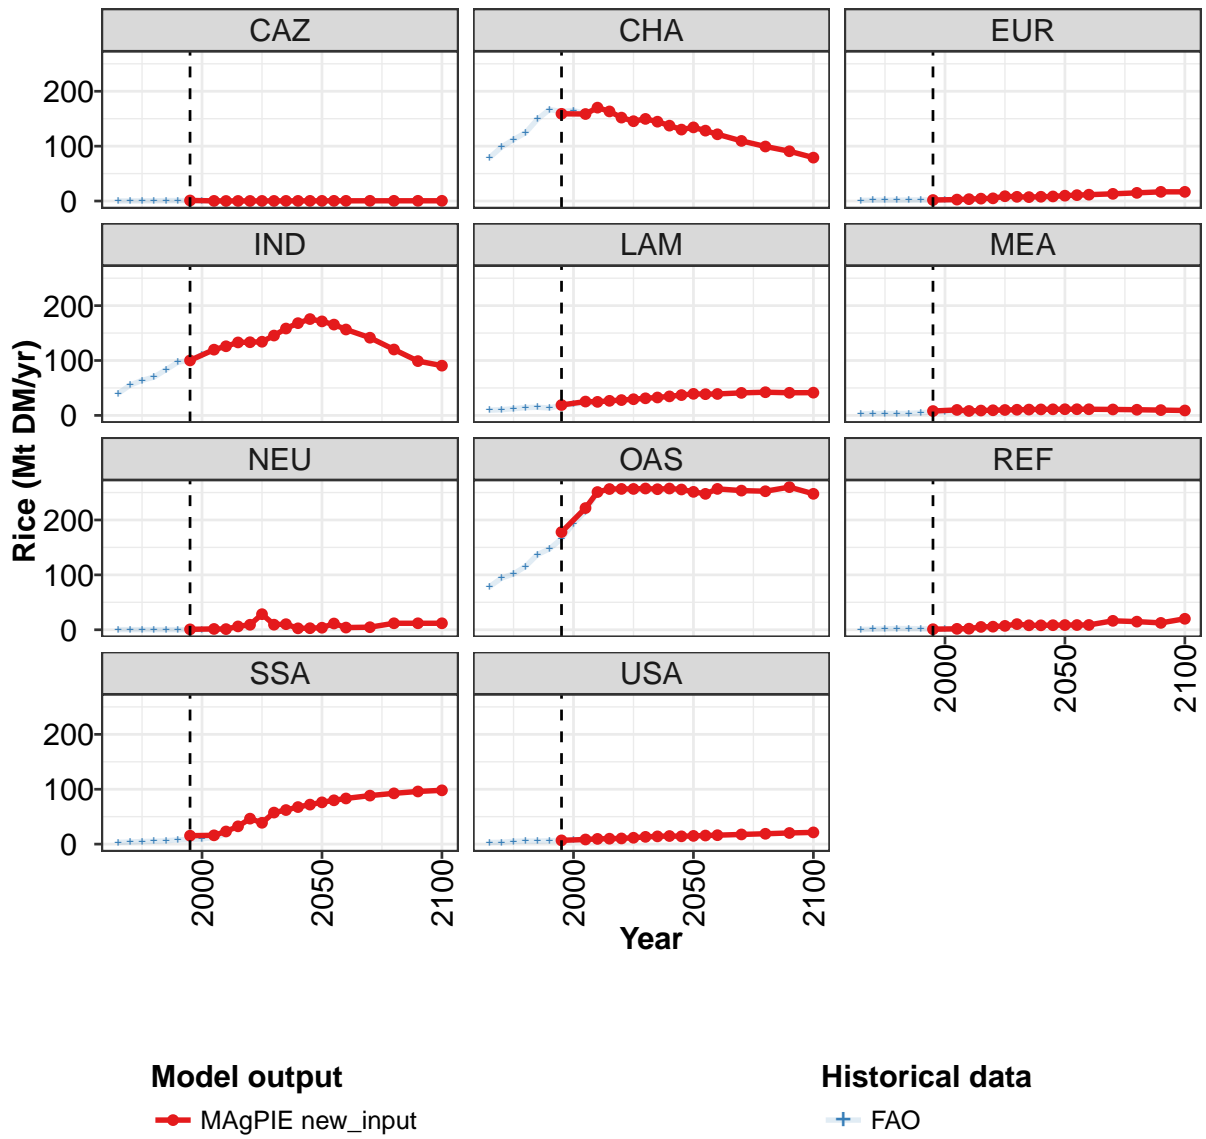 CAZ CHA EUR
200
100
0
IND LAM MEA
200
100
0
NEU OAS REF
200
100
0
2000 2050 2100
SSA USA
200
100
0
2000 2050 2100 2000 2050 2100
Rice (Mt DM/yr)
Year
Model output Historical data
MAgPIE new_input FAO